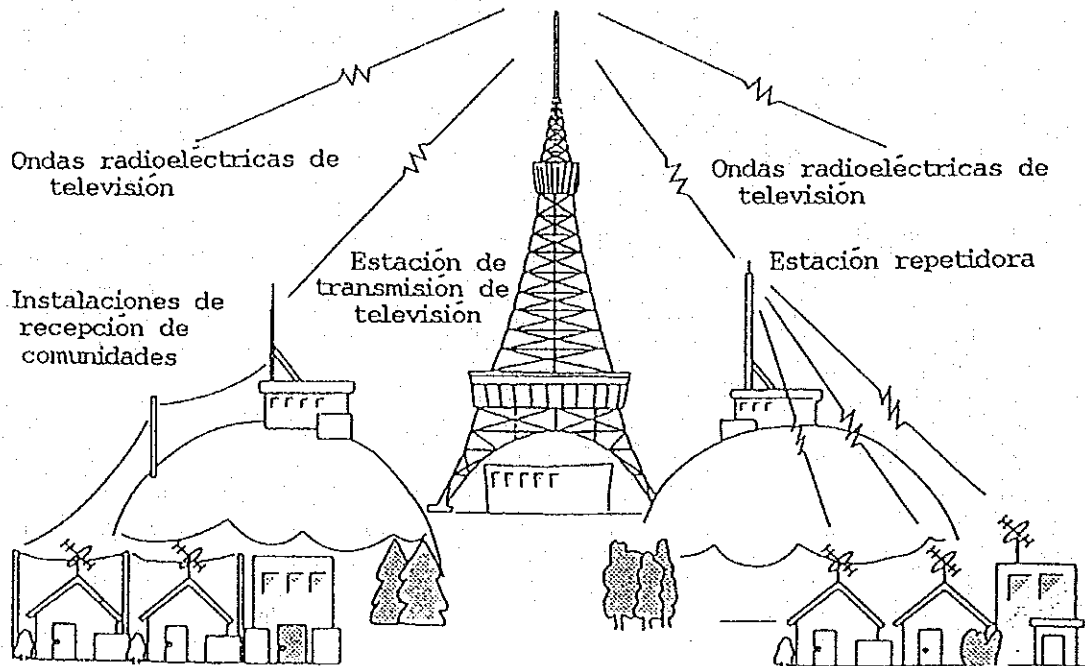 Ondas radioeléctricas de
televisión
Ondas radioeléctricas de
televisión
Estación de
transmisión de
televisión
Estación repetidora
Instalaciones de
recepción de
comunidades